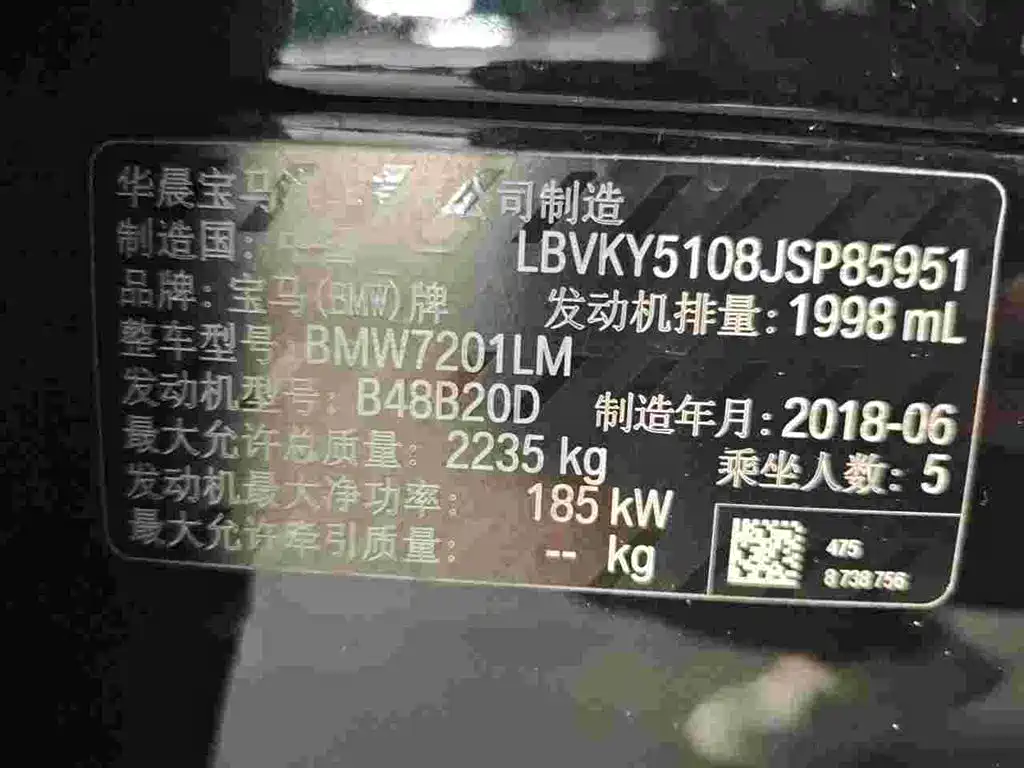 华晨宝马 公司制造
制造国: LBVKY5108JSP85951
品牌: 宝马(BMW)牌 发动机排量: 1998 mL
整车型号 BMW7201LM
发动机型号: B48B20D 制造年月: 2018-06
最大允许总质量: 2235 kg 乘坐人数: 5
发动机最大净功率: 185 kW
最大允许牵引质量: -- kg
475
8738756